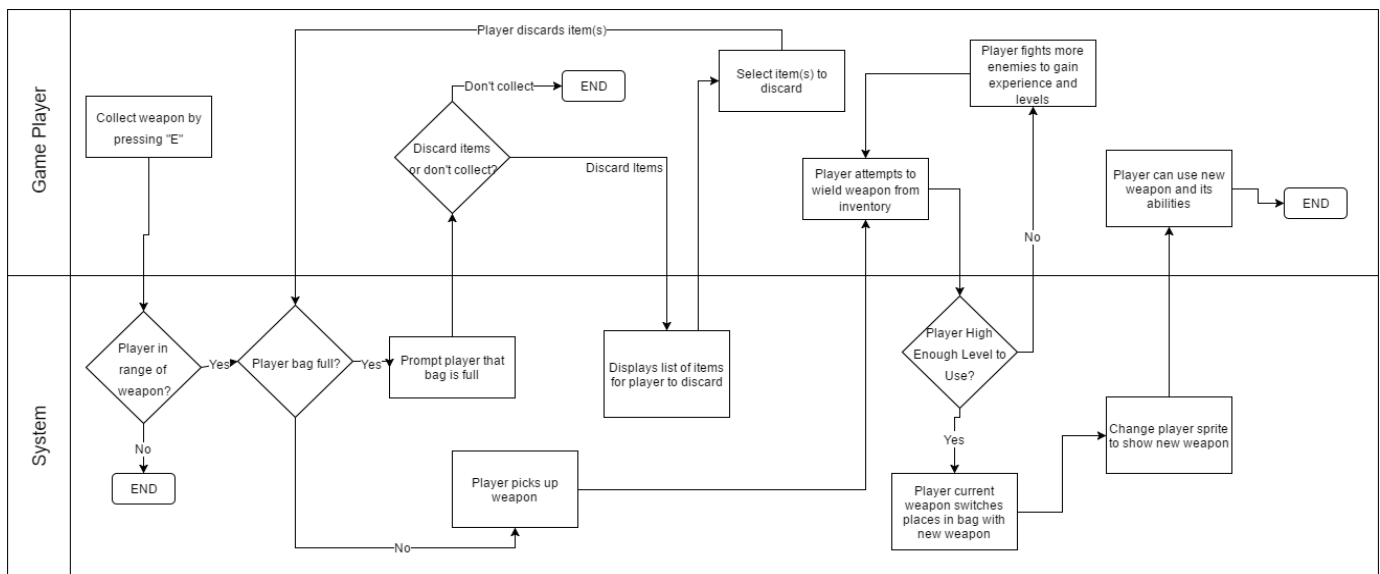 Game Player
Player discards item(s)
Don't collect
END
Select item(s) to
discard
Player fights more
enemies to gain
experience and
levels
Collect weapon by
pressing "E"
Discard items
or don't collect?
Discard Items
Player attempts to
wield weapon from
inventory
Player can use new
weapon and its
abilities
END
No
System
Player in
range of
weapon?
Yes
Player bag full?
Yes
Prompt player that
bag is full
Displays list of items
for player to discard
Player High
Enough Level to
Use?
No
END
Player picks up
weapon
No
Yes
Player current
weapon switches
places in bag with
new weapon
Change player sprite
to show new weapon